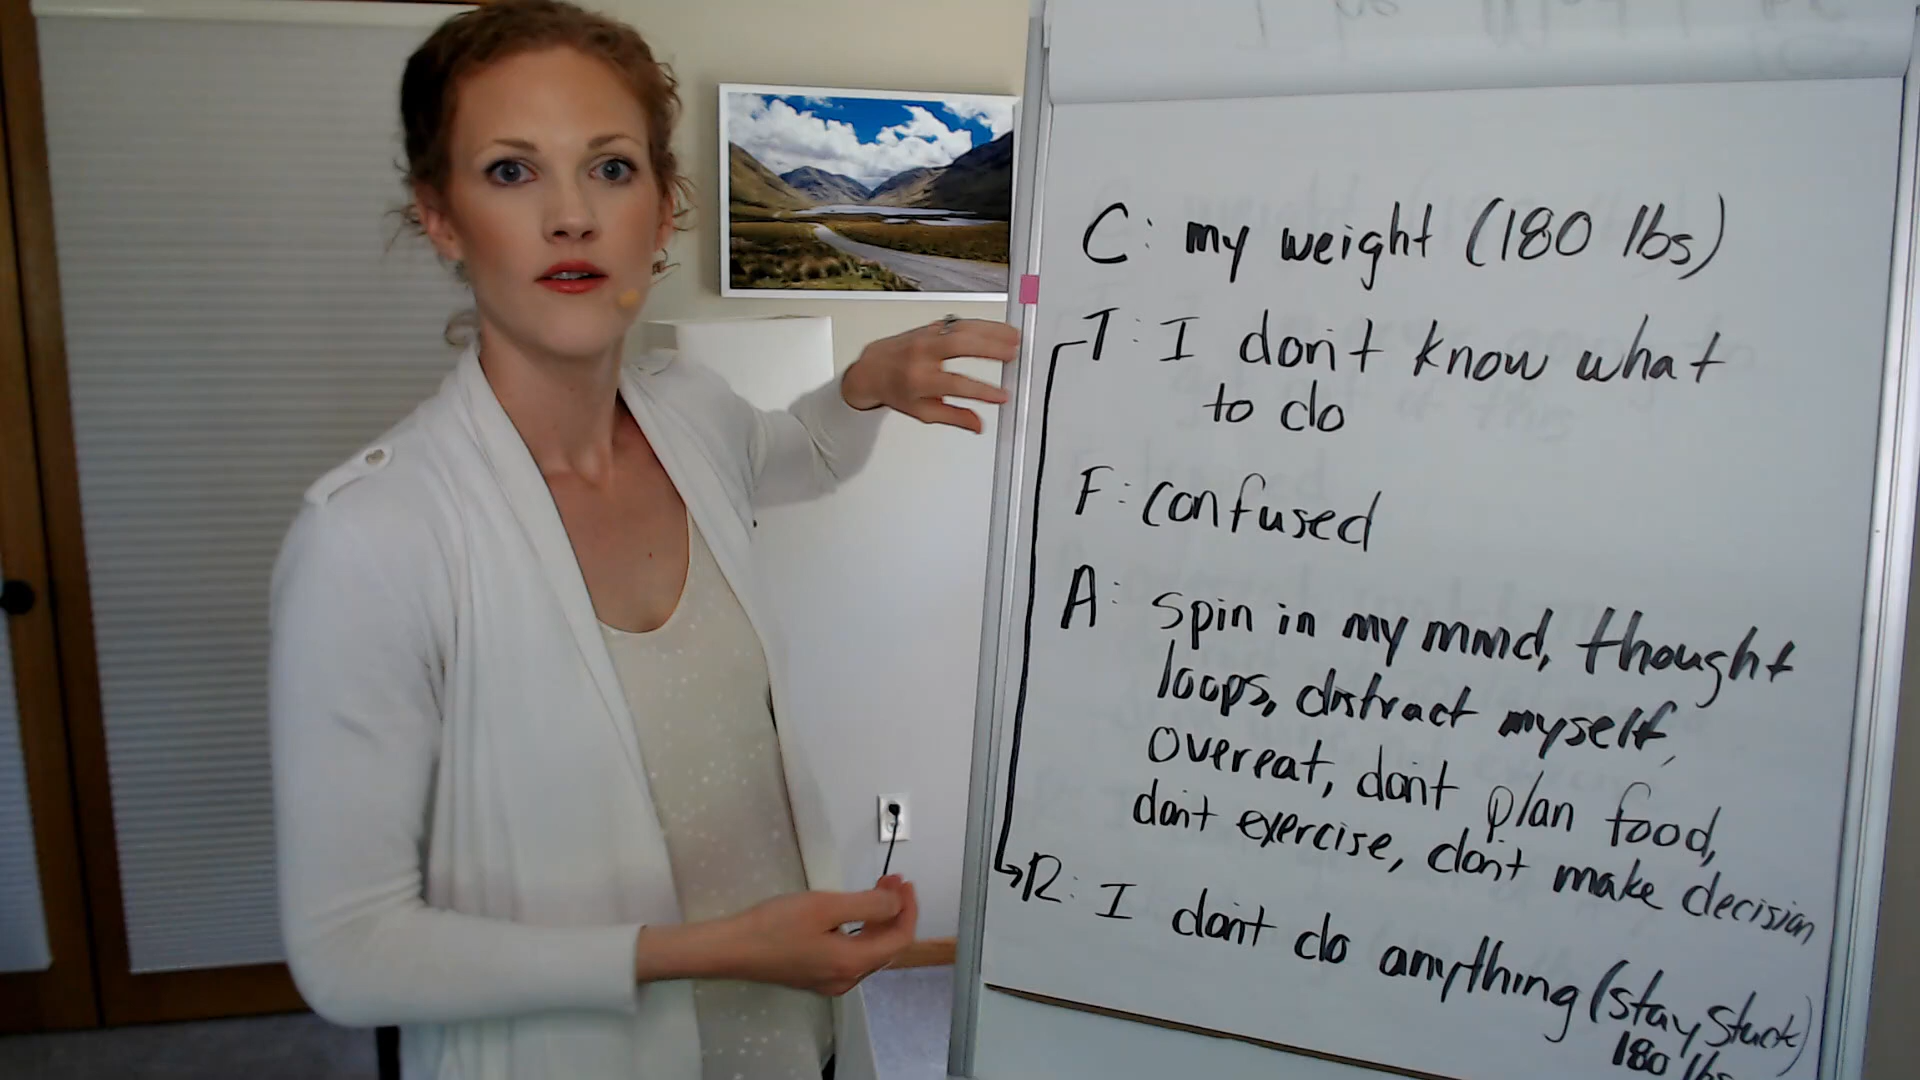 C: my weight (180 lbs)
T: I don't know what
to do
F: confused
A: spin in my mind, thought
loops, distract myself,
overeat, don't plan food,
don't exercise, don't make decision
R: I don't do anything (stay stuck)
180 lbs